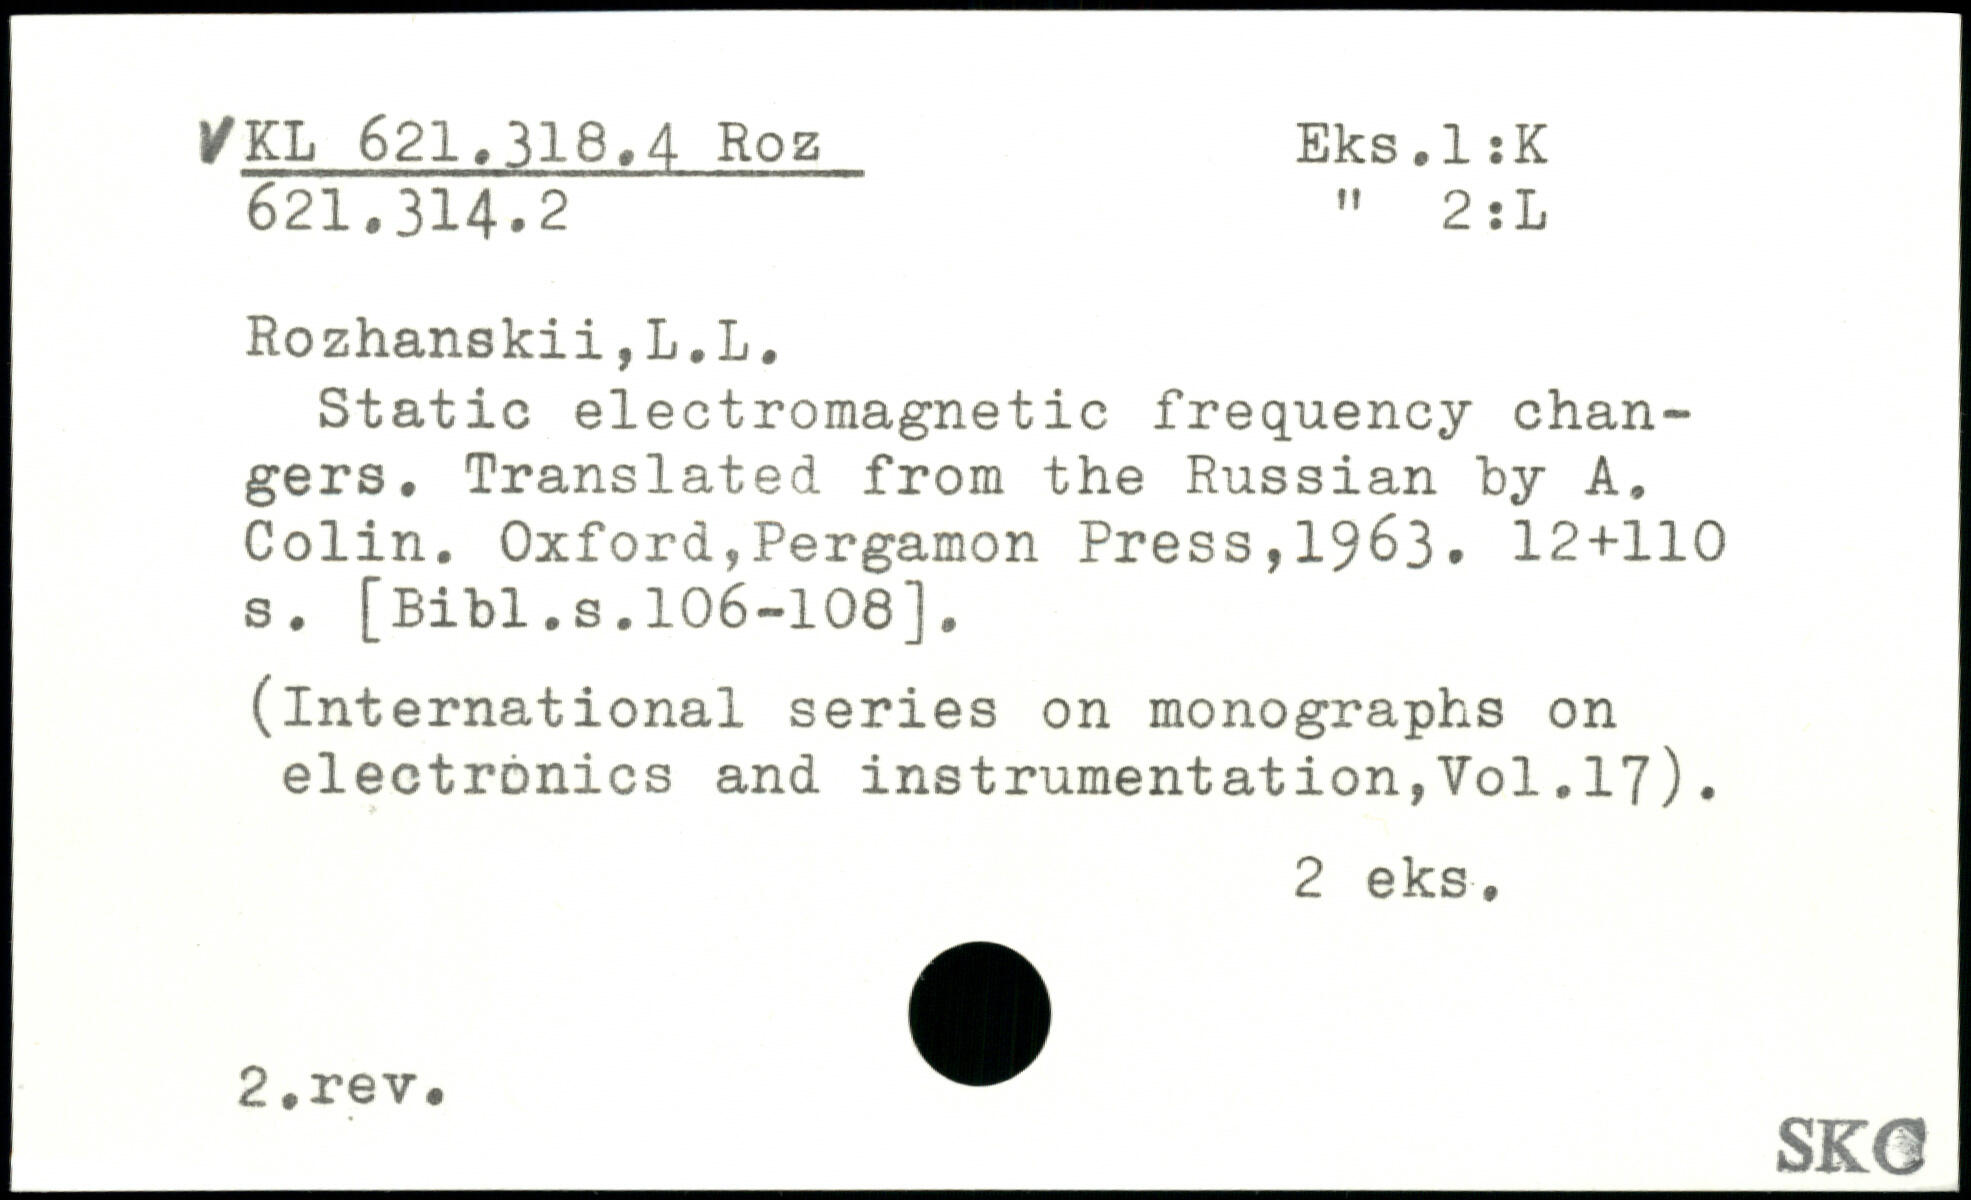 V KL 621.318.4 Roz Eks.1:K
621.314.2 " 2:L
Rozhanskii,L.L.
Static electromagnetic frequency chan-
gers. Translated from the Russian by A.
Colin. Oxford,Pergamon Press,1963. 12+110
s. [Bibl.s.106-108].
(International series on monographs on
electronics and instrumentation,Vol.17).
2 eks.
2.rev.
SKC